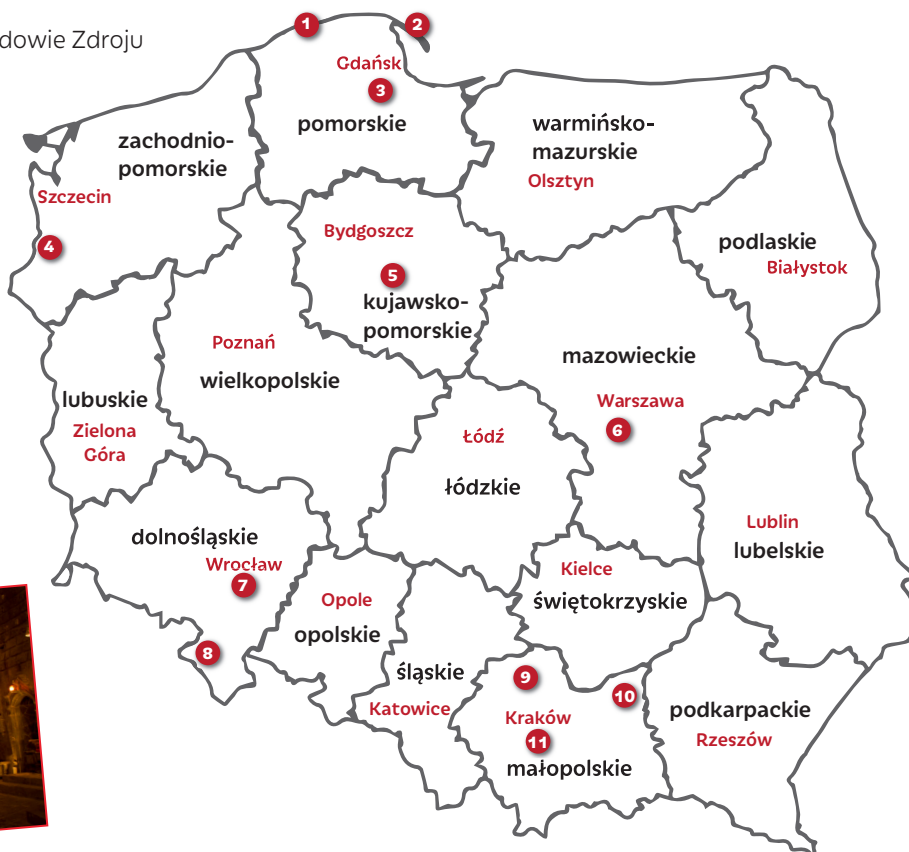 dowie Zdroju
1
2
Gdańsk
3
pomorskie
zachodnio-
pomorskie
warmińsko-
mazurskie
Olsztyn
Szczecin
4
Bydgoszcz
5
kujawsko-
pomorskie
podlaskie
Białystok
Poznań
wielkopolskie
mazowieckie
Warszawa
6
lubuskie
Zielona
Góra
Łódź
łódzkie
dolnośląskie
Wrocław
7
Lublin
lubelskie
Kielce
świętokrzyskie
Opole
opolskie
8
śląskie
Katowice
9
10
Kraków
11
małopolskie
podkarpackie
Rzeszów